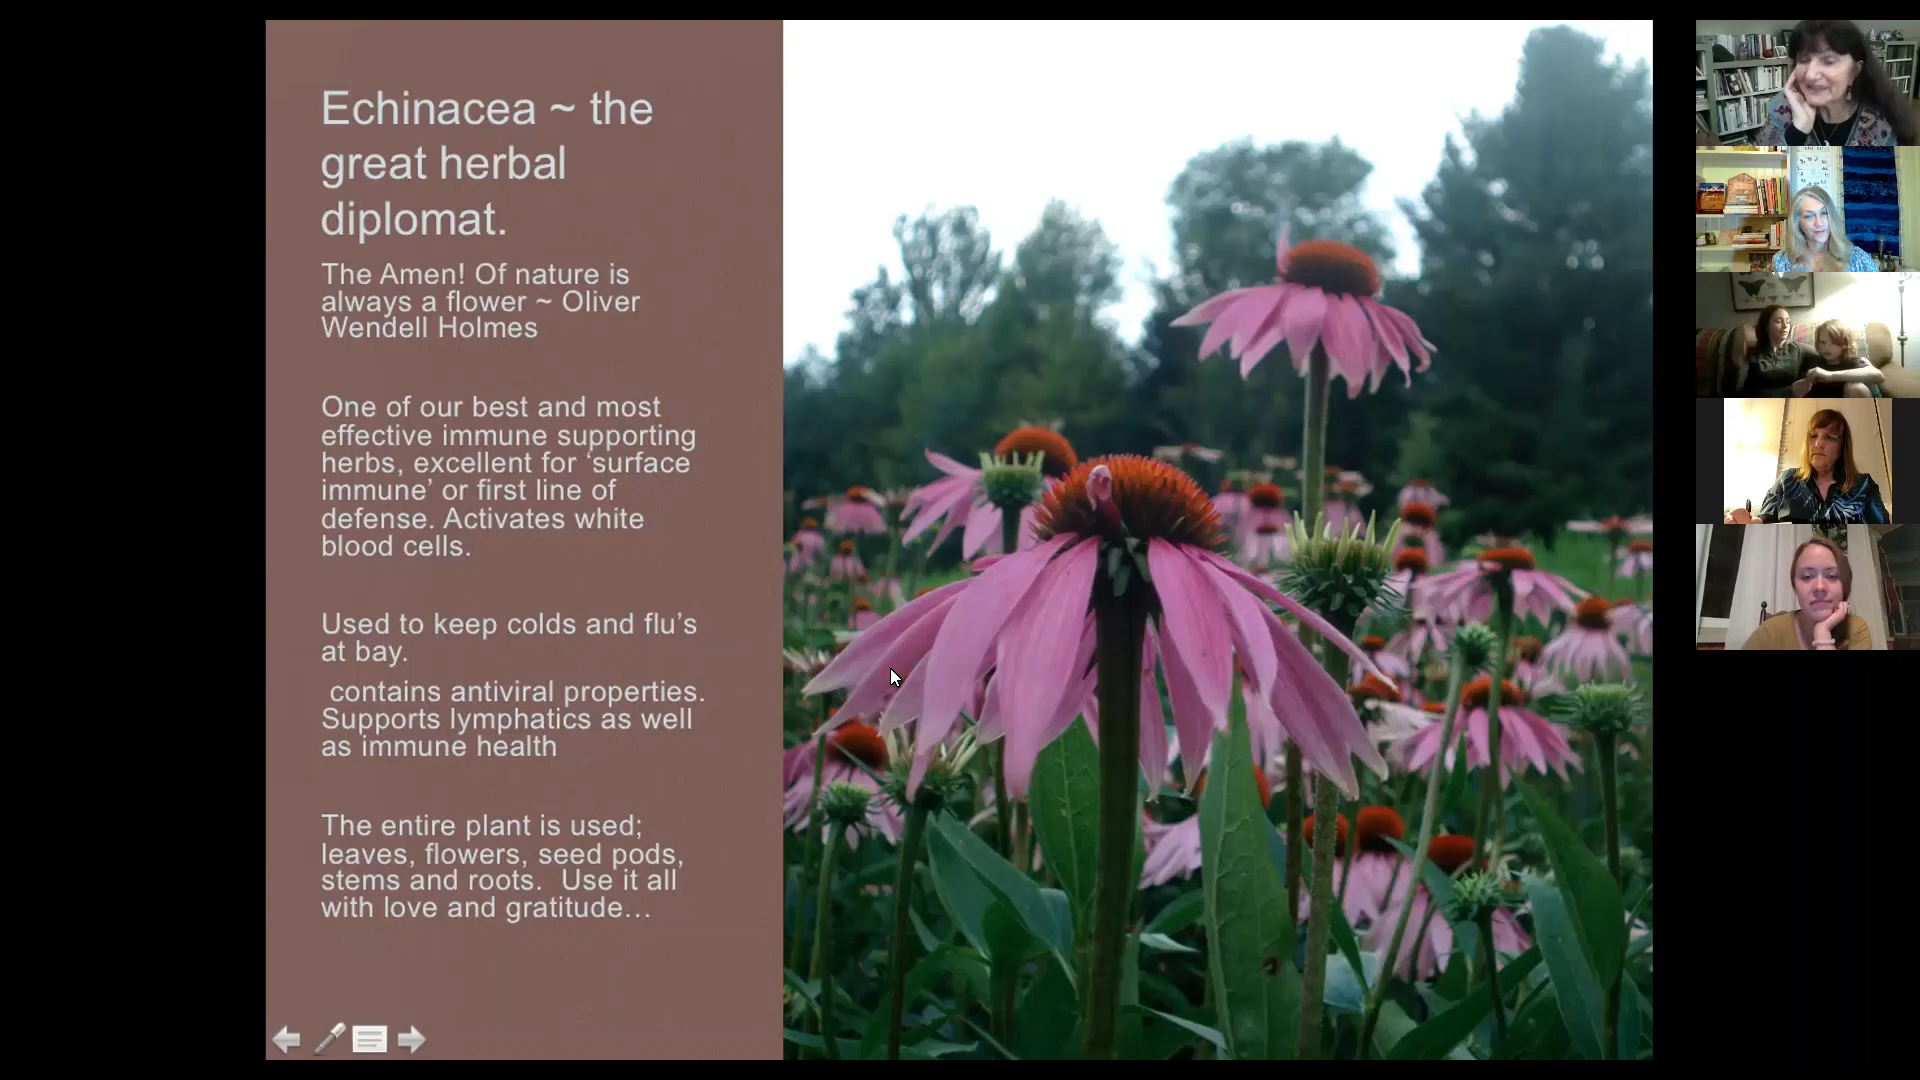 Echinacea ~ the
great herbal
diplomat.
The Amen! Of nature is
always a flower ~ Oliver
Wendell Holmes
One of our best and most
effective immune supporting
herbs, excellent for ‘surface
immune’ or first line of
defense. Activates white
blood cells.
Used to keep colds and flu’s
at bay.
contains antiviral properties.
Supports lymphatics as well
as immune health
The entire plant is used;
leaves, flowers, seed pods,
stems and roots.  Use it all
with love and gratitude…